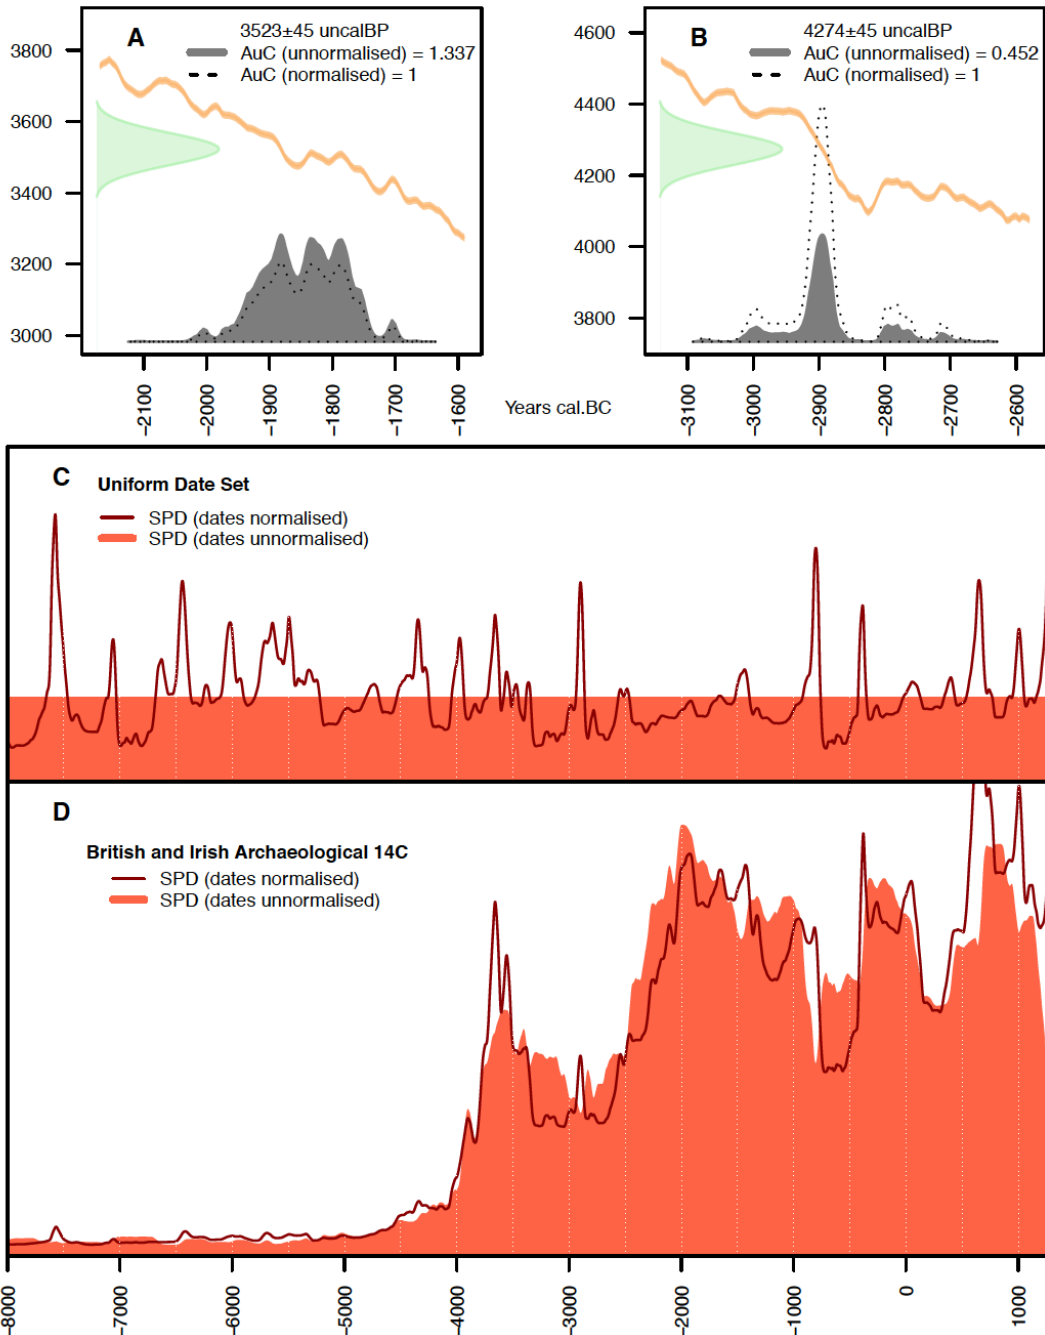 A
3523±45 uncalBP
AuC (unnormalised) = 1.337
AuC (normalised) = 1
3800
3600
3400
3200
3000
−2100
−2000
−1900
−1800
−1700
−1600
B
4274±45 uncalBP
AuC (unnormalised) = 0.452
AuC (normalised) = 1
4600
4400
4200
4000
3800
−3100
−3000
−2900
−2800
−2700
−2600
Years cal.BC
C
Uniform Date Set
SPD (dates normalised)
SPD (dates unnormalised)
D
British and Irish Archaeological 14C
SPD (dates normalised)
SPD (dates unnormalised)
−8000
−7000
−6000
−5000
−4000
−3000
−2000
−1000
0
1000